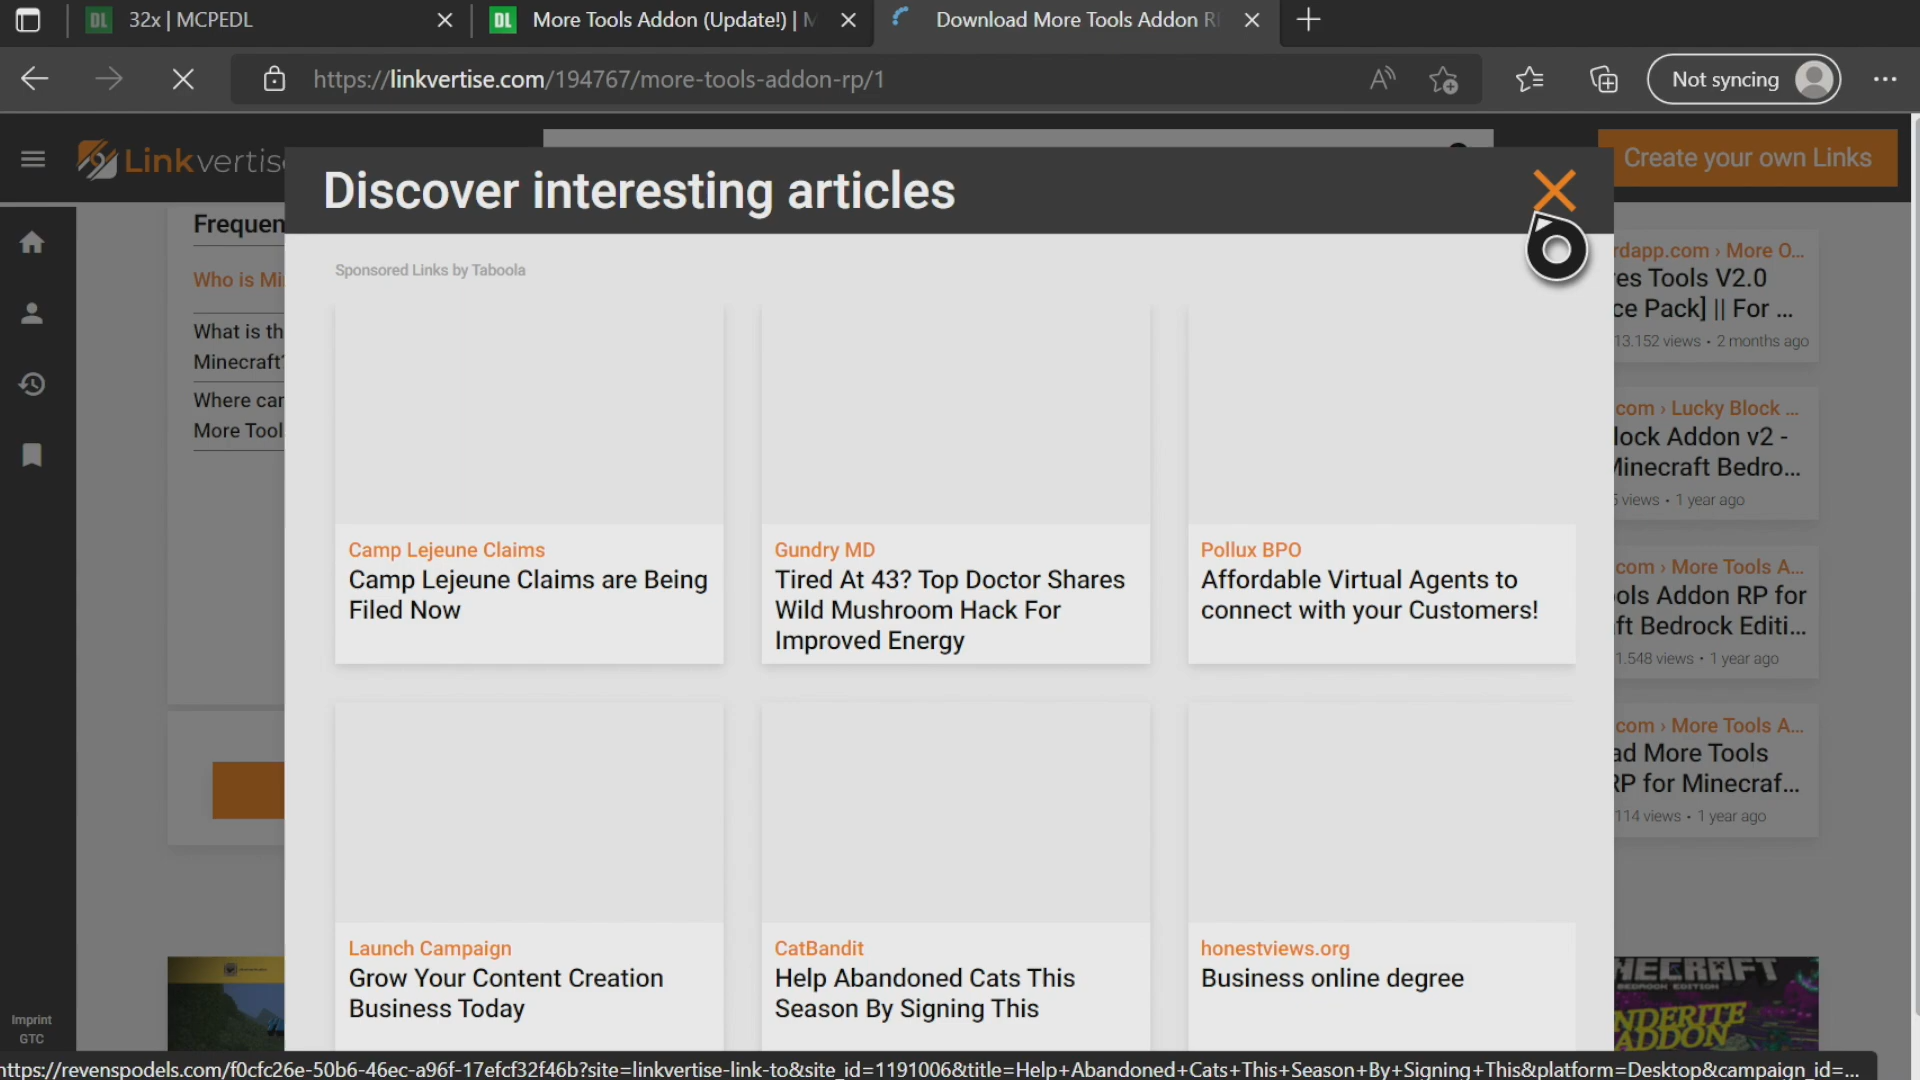 32x | MCPEDL
More Tools Addon (Update!) |
Download More Tools Addon
https://linkvertise.com/194767/more-tools-addon-rp/1
Not syncing
Linkvertis
Create your own Links
Discover interesting articles
Sponsored Links by Taboola
Frequen
Who is Mi
What is th
Minecraft?
Where car
More Tool
Camp Lejeune Claims
Camp Lejeune Claims are Being
Filed Now
Gundry MD
Tired At 43? Top Doctor Shares
Wild Mushroom Hack For
Improved Energy
Pollux BPO
Affordable Virtual Agents to
connect with your Customers!
Launch Campaign
Grow Your Content Creation
Business Today
CatBandit
Help Abandoned Cats This
Season By Signing This
honestviews.org
Business online degree
rdapp.com › More O...
es Tools V2.0
ce Pack] || For ...
13.152 views • 2 months ago
com › Lucky Block ...
lock Addon v2 -
Minecraft Bedro...
5 views • 1 year ago
com › More Tools A...
ols Addon RP for
ft Bedrock Editi...
1.548 views • 1 year ago
com › More Tools A...
ad More Tools
RP for Minecraf...
114 views • 1 year ago
NECRAFT
BEDROCK EDITION
NDERITE
ADDON
Imprint
GTC
https://revenspodels.com/f0cfc26e-50b6-46ec-a96f-17efcf32f46b?site=linkvertise-link-to&site_id=1191006&title=Help+Abandoned+Cats+This+Season+By+Signing+This&platform=Desktop&campaign_id=...